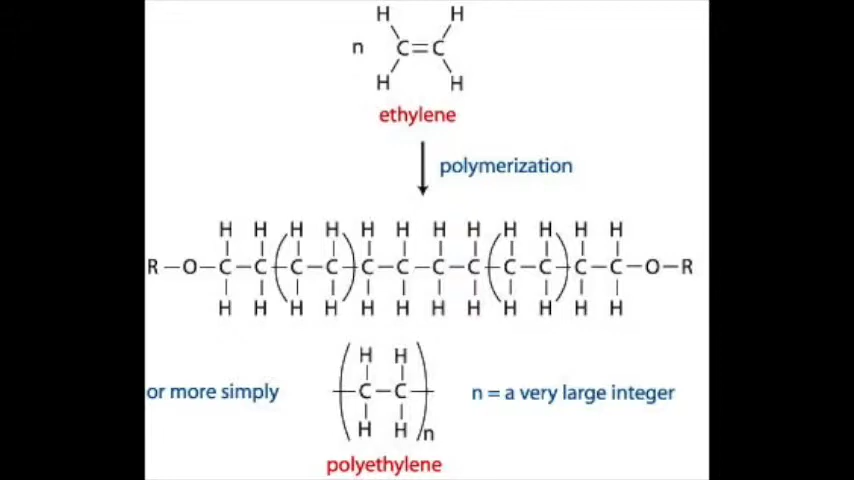 H H
n C=C
H H
ethylene
polymerization
H H H H H H H H H H H H
R–O–C–C–C–C–C–C–C–C–C–C–C–C–O–R
H H H H H H H H H H H H
H H
or more simply C–C n = a very large integer
H H n
polyethylene